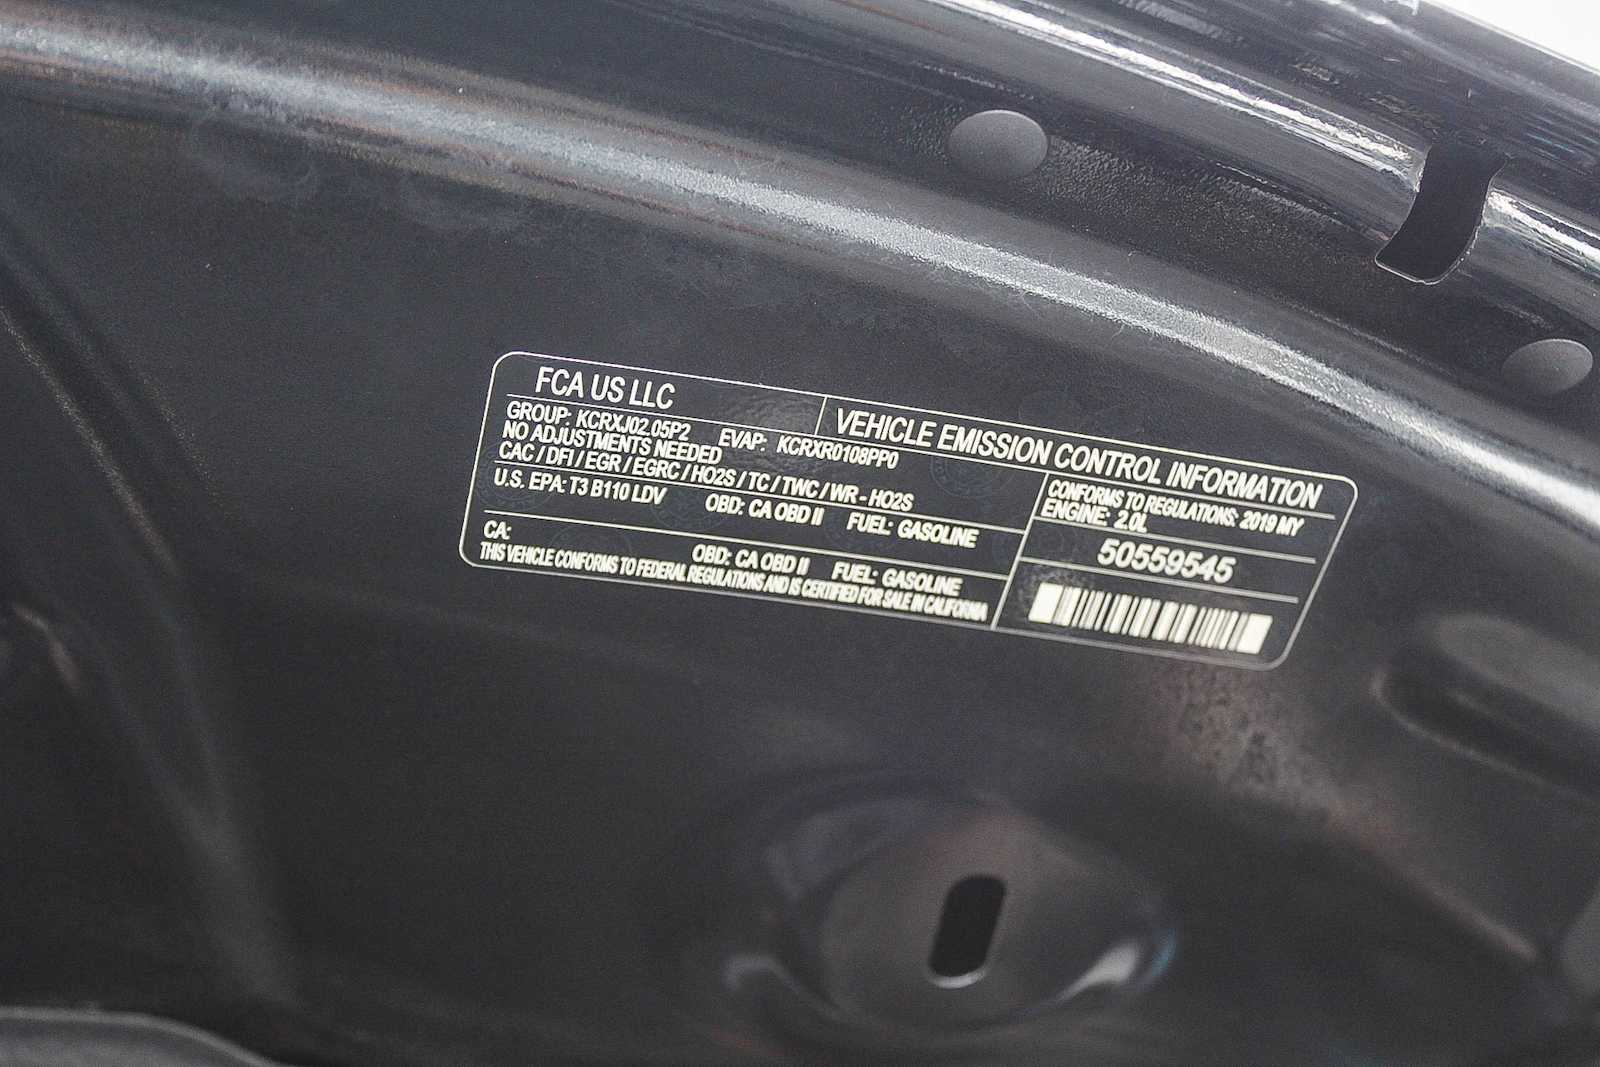 FCA US LLC
VEHICLE EMISSION CONTROL INFORMATION
GROUP: KCRXJ02.05P2 EVAP: KCRXR0108PP0
NO ADJUSTMENTS NEEDED
CAC / DFI / EGR / EGRC / HO2S / TC / TWC / WR - HO2S
U.S. EPA: T3 B110 LDV OBD: CA OBD II FUEL: GASOLINE
CA: OBD: CA OBD II FUEL: GASOLINE
THIS VEHICLE CONFORMS TO FEDERAL REGULATIONS AND IS CERTIFIED FOR SALE IN CALIFORNIA
CONFORMS TO REGULATIONS: 2019 MY
ENGINE: 2.0L
50559545